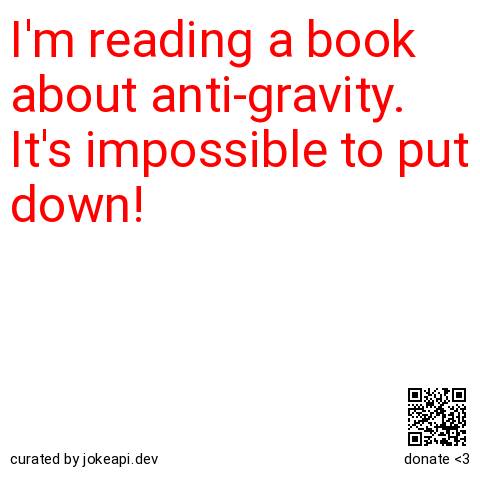 I'm reading a book
about anti-gravity.
It's impossible to put
down!
curated by jokeapi.dev
donate <3